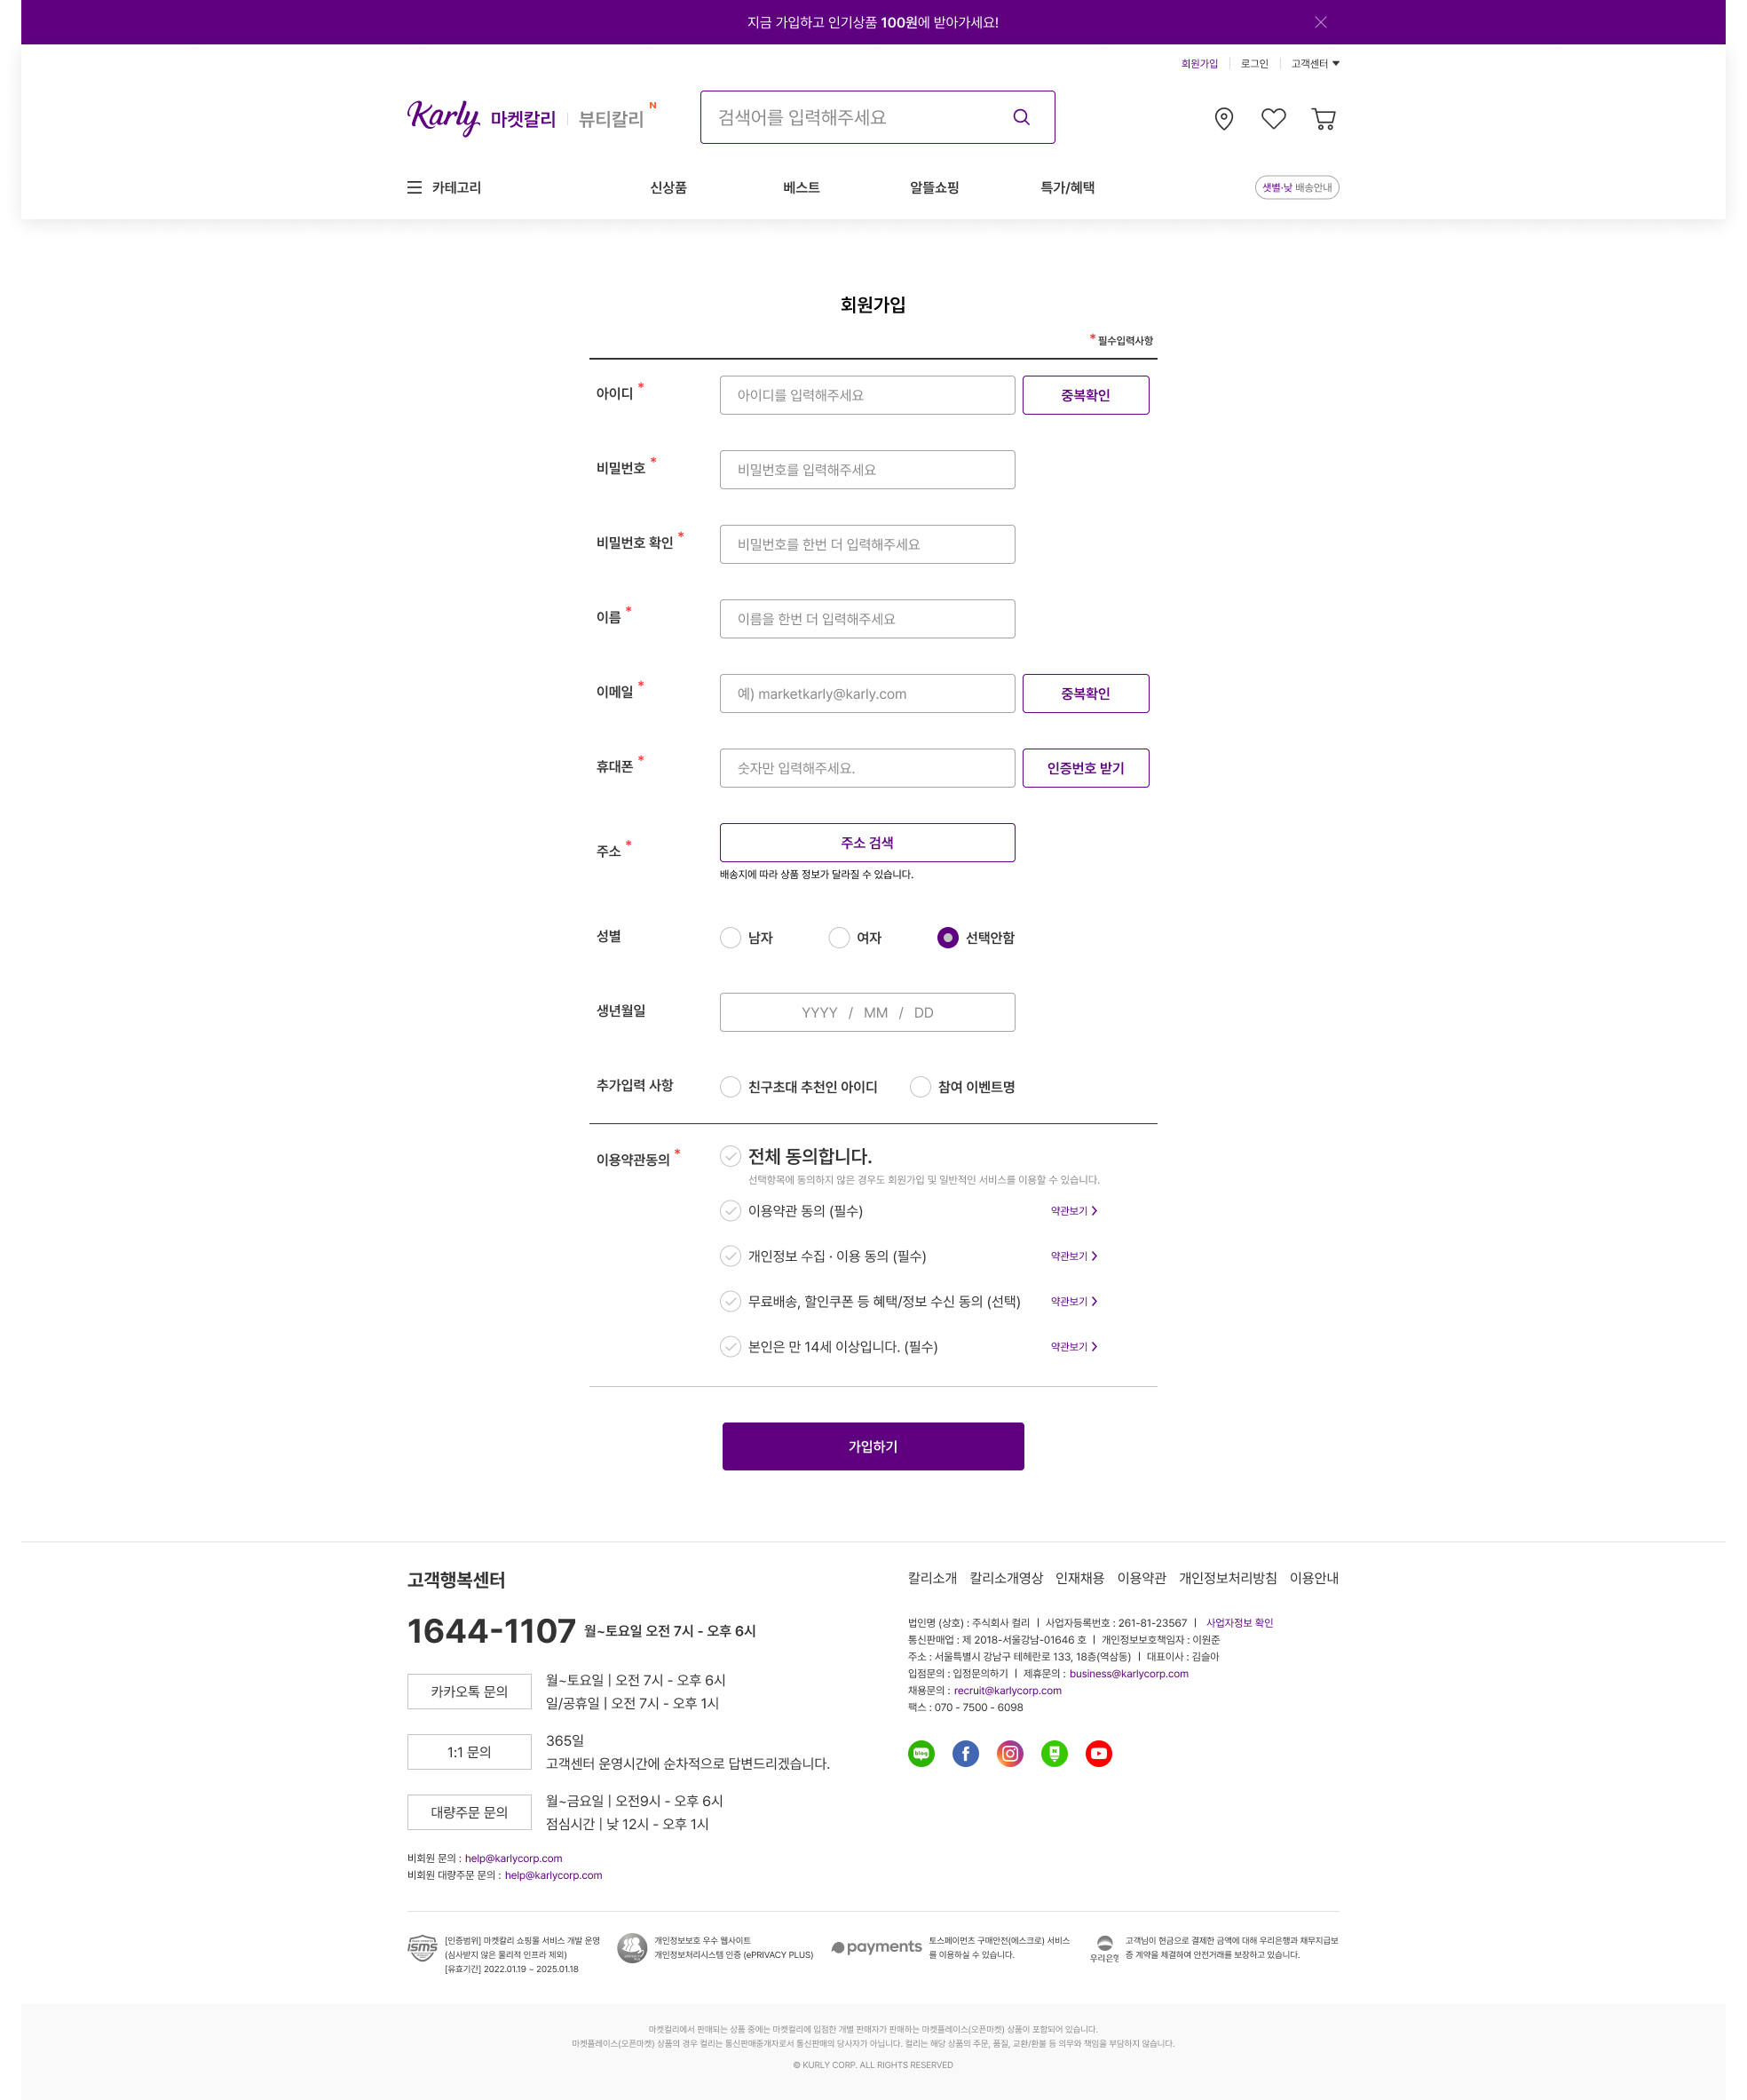 지금 가입하고 인기상품 100원에 받아가세요!
회원가입 로그인 고객센터
Karly 마켓칼리 뷰티칼리 N
검색어를 입력해주세요
카테고리 신상품 베스트 알뜰쇼핑 특가/혜택 샛별·낮 배송안내
회원가입
* 필수입력사항
아이디 * 아이디를 입력해주세요 중복확인
비밀번호 * 비밀번호를 입력해주세요
비밀번호 확인 * 비밀번호를 한번 더 입력해주세요
이름 * 이름을 한번 더 입력해주세요
이메일 * 예) marketkarly@karly.com 중복확인
휴대폰 * 숫자만 입력해주세요. 인증번호 받기
주소 * 주소 검색
배송지에 따라 상품 정보가 달라질 수 있습니다.
성별 남자 여자 선택안함
생년월일 YYYY / MM / DD
추가입력 사항 친구초대 추천인 아이디 참여 이벤트명
이용약관동의 * 전체 동의합니다.
선택항목에 동의하지 않은 경우도 회원가입 및 일반적인 서비스를 이용할 수 있습니다.
이용약관 동의 (필수) 약관보기
개인정보 수집 · 이용 동의 (필수) 약관보기
무료배송, 할인쿠폰 등 혜택/정보 수신 동의 (선택) 약관보기
본인은 만 14세 이상입니다. (필수) 약관보기
가입하기
고객행복센터
1644-1107 월~토요일 오전 7시 - 오후 6시
카카오톡 문의
월~토요일 | 오전 7시 - 오후 6시
일/공휴일 | 오전 7시 - 오후 1시
1:1 문의
365일
고객센터 운영시간에 순차적으로 답변드리겠습니다.
대량주문 문의
월~금요일 | 오전9시 - 오후 6시
점심시간 | 낮 12시 - 오후 1시
비회원 문의 : help@karlycorp.com
비회원 대량주문 문의 : help@karlycorp.com
칼리소개 칼리소개영상 인재채용 이용약관 개인정보처리방침 이용안내
법인명 (상호) : 주식회사 컬리 | 사업자등록번호 : 261-81-23567 | 사업자정보 확인
통신판매업 : 제 2018-서울강남-01646 호 | 개인정보보호책임자 : 이원준
주소 : 서울특별시 강남구 테헤란로 133, 18층(역삼동) | 대표이사 : 김슬아
입점문의 : 입정문의하기 | 제휴문의 : business@karlycorp.com
채용문의 : recruit@karlycorp.com
팩스 : 070 - 7500 - 6098
blog
isms
[인증범위] 마켓칼리 쇼핑몰 서비스 개발 운영
(심사받지 않은 물리적 인프라 제외)
[유효기간] 2022.01.19 ~ 2025.01.18
개인정보보호 우수 웹사이트
개인정보처리시스템 인증 (ePRIVACY PLUS)
payments
토스페이먼츠 구매안전(에스크로) 서비스
를 이용하실 수 있습니다.
우리은행
고객님이 현금으로 결제한 금액에 대해 우리은행과 채무지급보
증 계약을 체결하여 안전거래를 보장하고 있습니다.
마켓컬리에서 판매되는 상품 중에는 마켓컬리에 입점한 개별 판매자가 판매하는 마켓플레이스(오픈마켓) 상품이 포함되어 있습니다.
마켓플레이스(오픈마켓) 상품의 경우 컬리는 통신판매중개자로서 통신판매의 당사자가 아닙니다. 컬리는 해당 상품의 주문, 품질, 교환/환불 등 의무와 책임을 부담하지 않습니다.
© KURLY CORP. ALL RIGHTS RESERVED